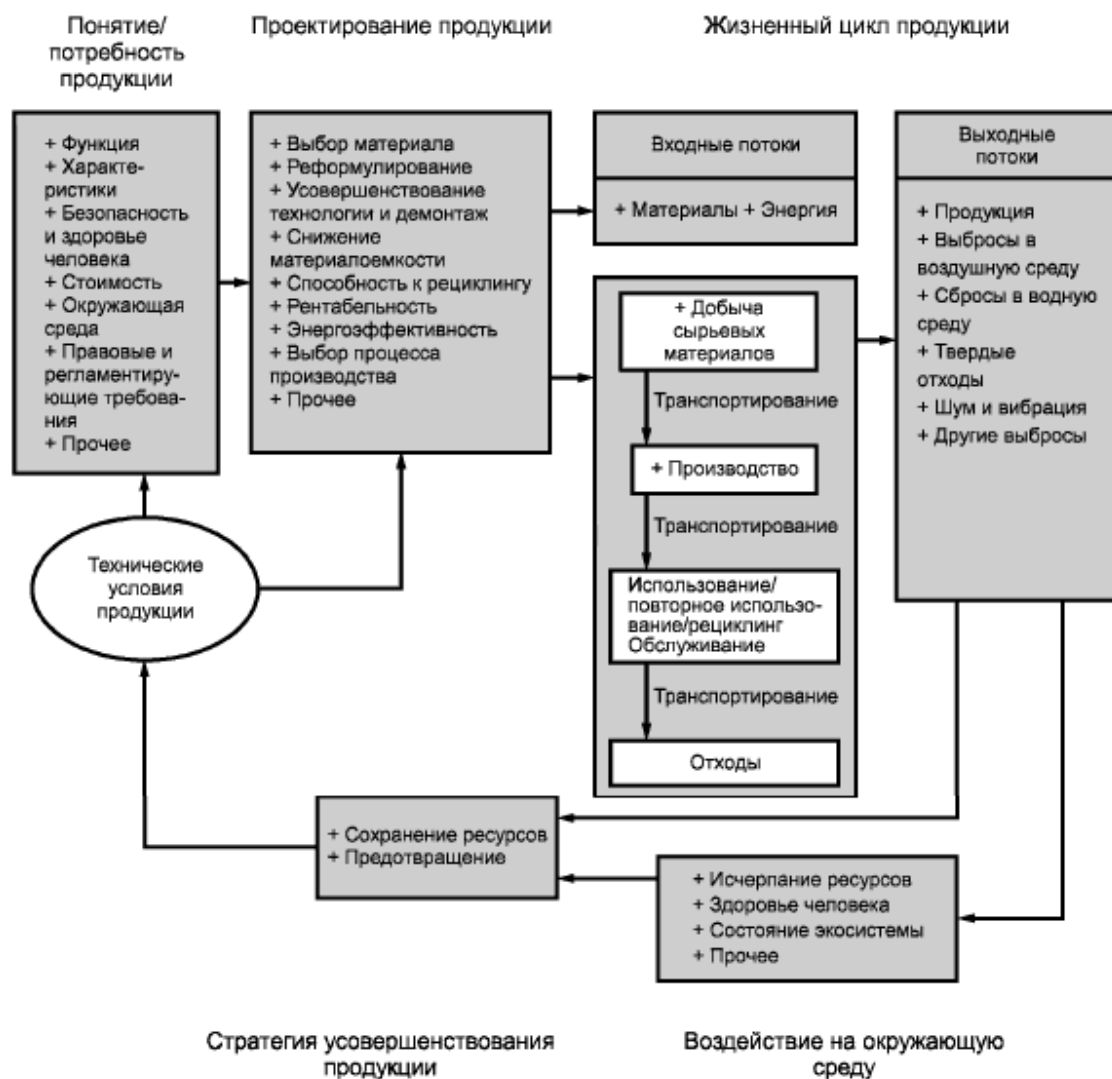 Понятие/
потребность
продукции
Проектирование продукции
Жизненный цикл продукции
+ Функция
+ Характе-
ристики
+ Безопасность
и здоровье
человека
+ Стоимость
+ Окружающая
среда
+ Правовые и
регламентиру-
ющие требова-
ния
+ Прочее
+ Выбор материала
+ Реформулирование
+ Усовершенствование
технологии и демонтаж
+ Снижение
материалоемкости
+ Способность к рециклингу
+ Рентабельность
+ Энергоэффективность
+ Выбор процесса
производства
+ Прочее
Входные потоки
+ Материалы + Энергия
Выходные
потоки
+ Продукция
+ Выбросы в
воздушную среду
+ Сбросы в водную
среду
+ Твердые
отходы
+ Шум и вибрация
+ Другие выбросы
+ Добыча
сырьевых
материалов
Транспортирование
+ Производство
Транспортирование
Использование/
повторное использо-
вание/рециклинг
Обслуживание
Транспортирование
Отходы
Технические
условия
продукции
+ Сохранение ресурсов
+ Предотвращение
+ Исчерпание ресурсов
+ Здоровье человека
+ Состояние экосистемы
+ Прочее
Стратегия усовершенствования
продукции
Воздействие на окружающую
среду